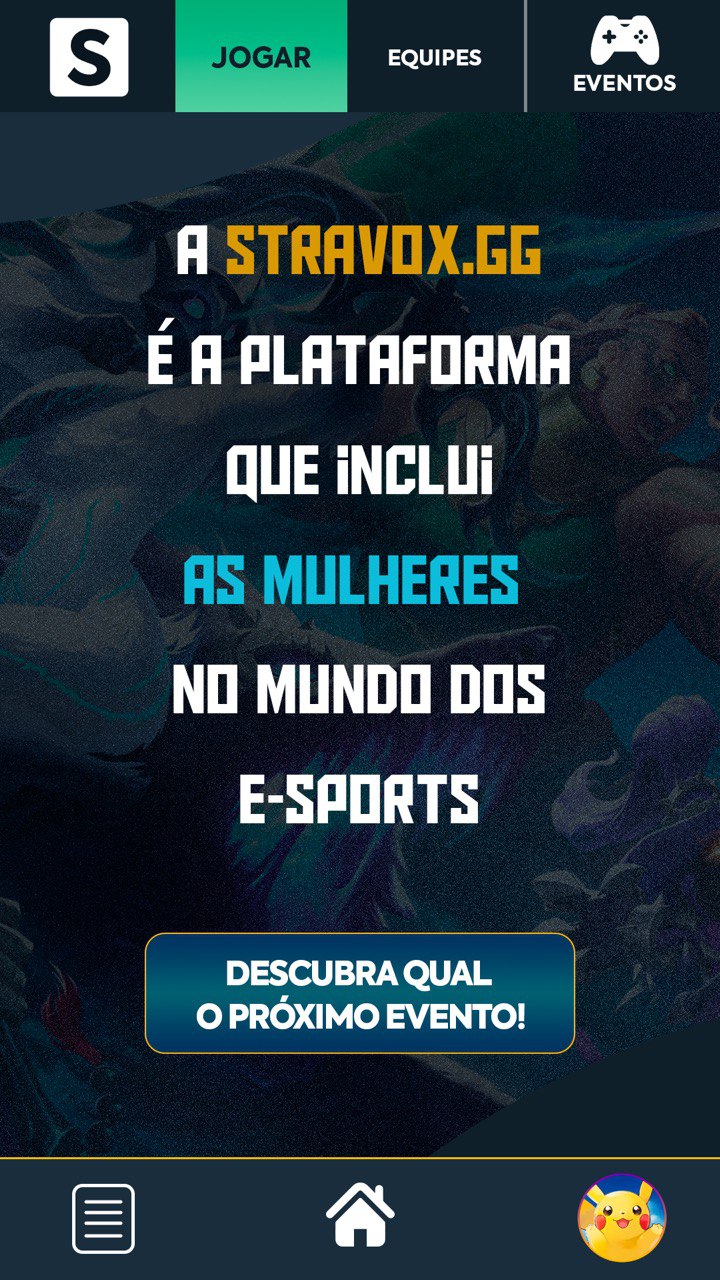 S
JOGAR
EQUIPES
EVENTOS
A STRAVOX.GG
É A PLATAFORMA
QUE INCLUI
AS MULHERES
NO MUNDO DOS
E-SPORTS
DESCUBRA QUAL
O PRÓXIMO EVENTO!